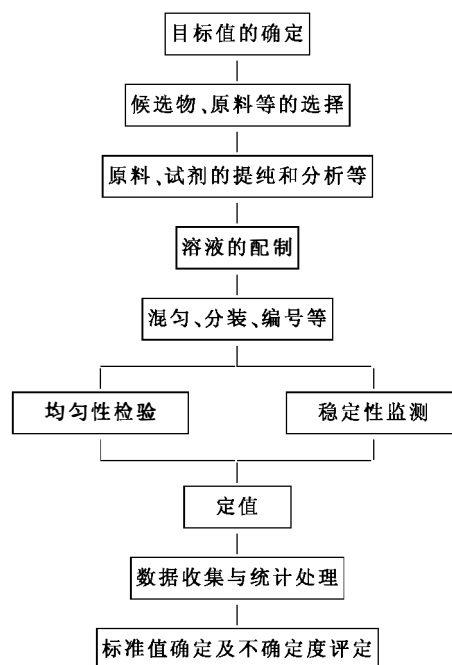 目标值的确定
候选物、原料等的选择
原料、试剂的提纯和分析等
溶液的配制
混匀、分装、编号等
均匀性检验
稳定性监测
定值
数据收集与统计处理
标准值确定及不确定度评定